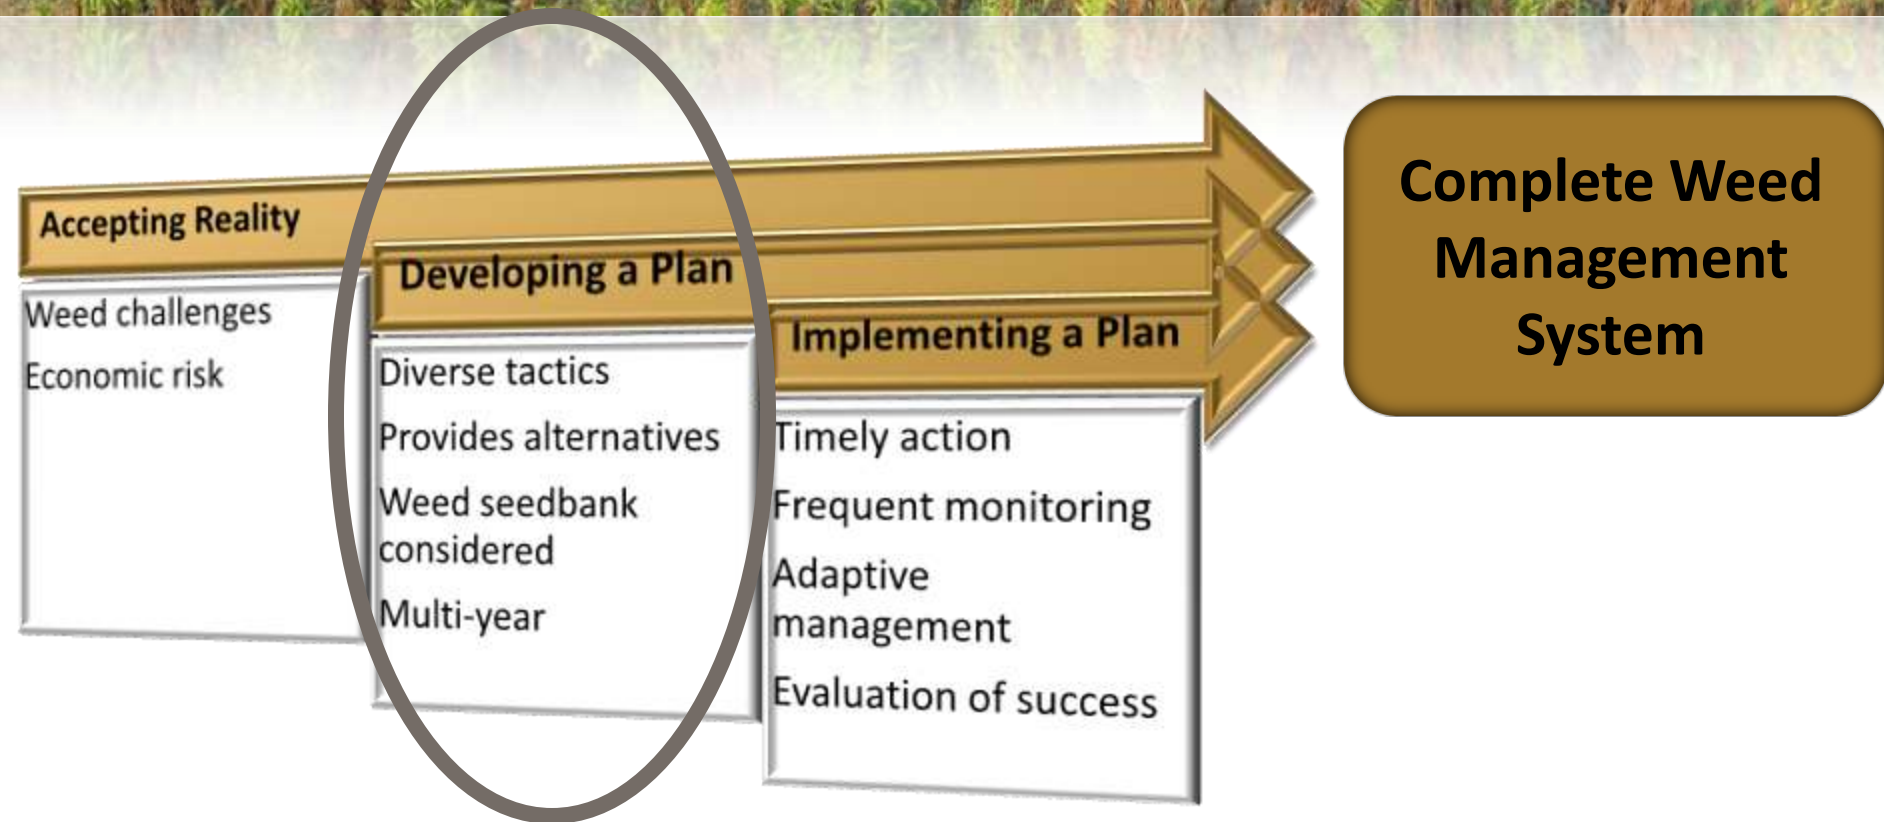 Accepting Reality
Weed challenges
Economic risk
Developing a Plan
Diverse tactics
Provides alternatives
Weed seedbank
considered
Multi-year
Implementing a Plan
Timely action
Frequent monitoring
Adaptive
management
Evaluation of success
Complete Weed
Management
System